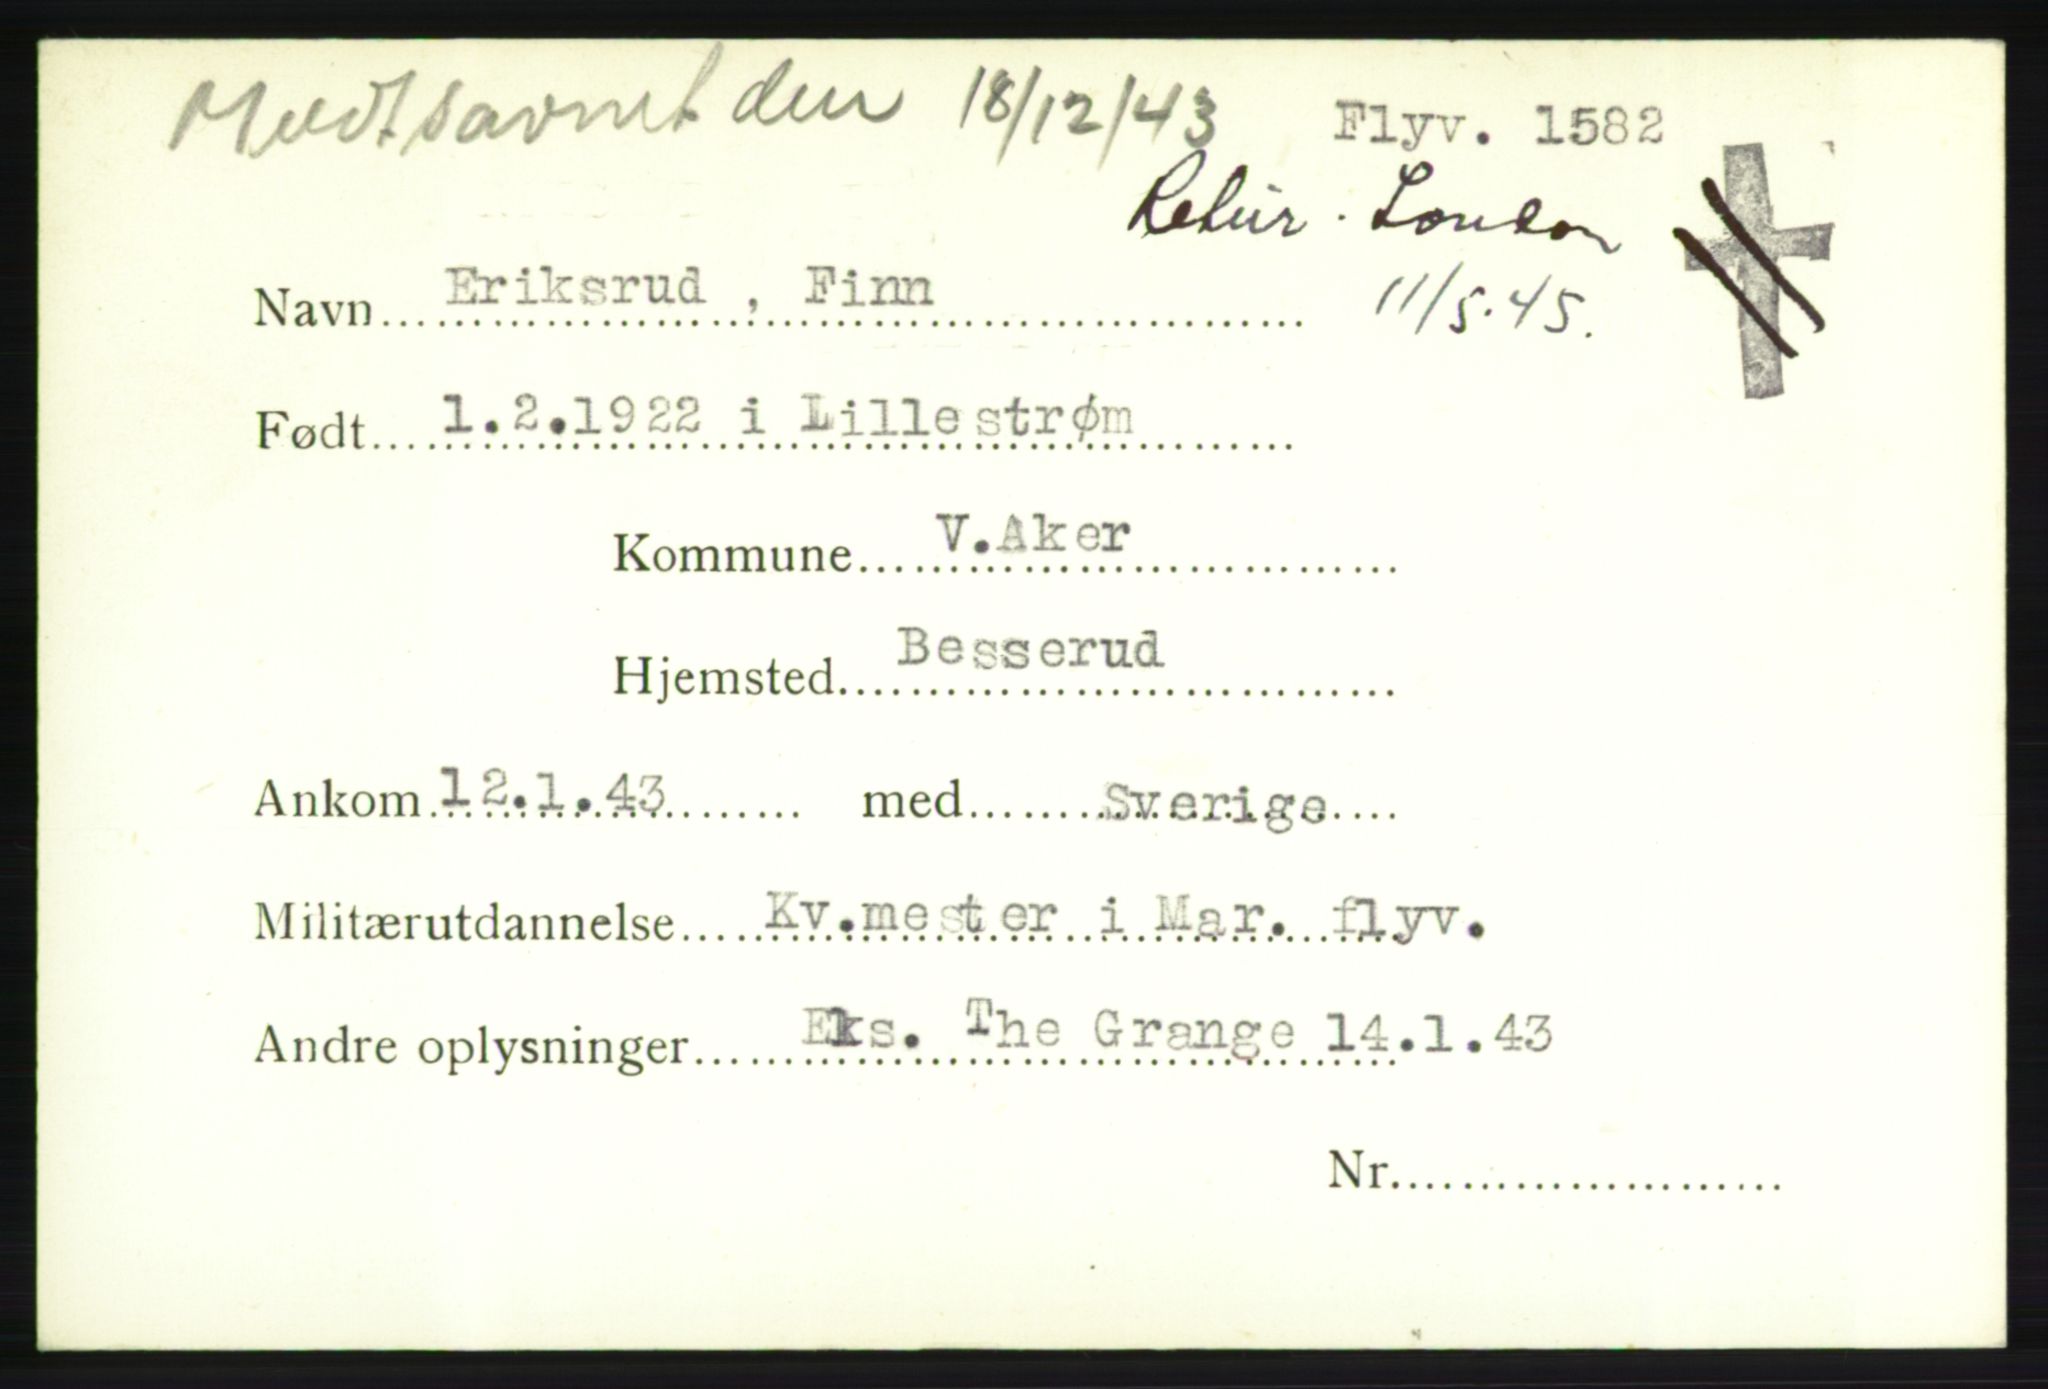 Meldt savnet den 18/12/43
Flyv. 1582
Retur. London
11/5.45.
Navn Eriksrud , Finn
Født 1.2.1922 i Lillestrøm
Kommune V.Aker
Hjemsted Besserud
Ankom 12.1.43 med Sverige
Militærutdannelse Kv.mester i Mar. flyv.
Andre oplysninger Eks. The Grange 14.1.43
Nr.